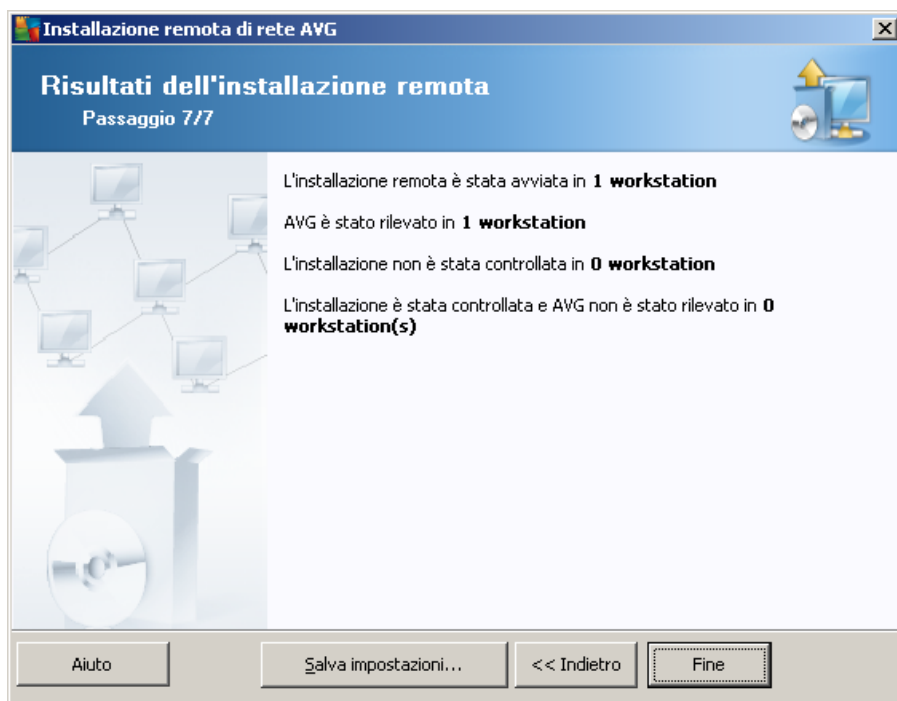 Installazione remota di rete AVG
Risultati dell'installazione remota
Passaggio 7/7
L'installazione remota è stata avviata in 1 workstation
AVG è stato rilevato in 1 workstation
L'installazione non è stata controllata in 0 workstation
L'installazione è stata controllata e AVG non è stato rilevato in 0
workstation(s)
Aiuto
Salva impostazioni...
<< Indietro
Fine